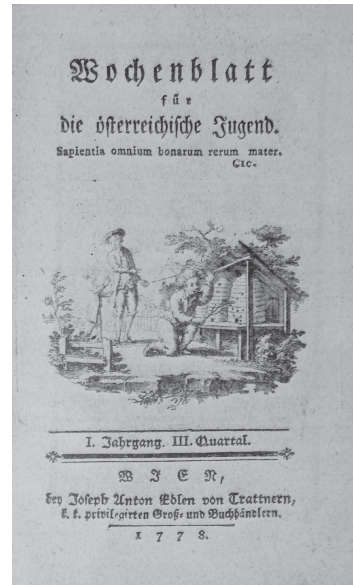 Wochenblatt
für
die österreichische Jugend.
Sapientia omnium bonarum rerum mater.
Cic.
I. Jahrgang. III. Quartal.
WIEN,
bey Joseph Anton Edlen von Trattnern,
k. k. privilegirten Groß- und Buchhändlern.
1778.